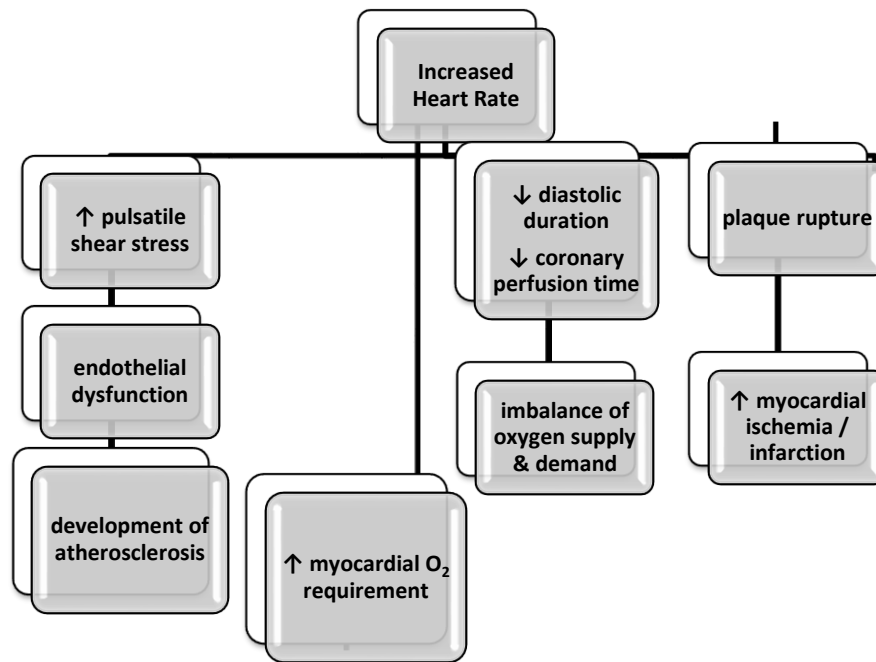 Increased
Heart Rate
↑ pulsatile
shear stress
endothelial
dysfunction
development of
atherosclerosis
↑ myocardial O₂
requirement
↓ diastolic
duration
↓ coronary
perfusion time
imbalance of
oxygen supply
& demand
plaque rupture
↑ myocardial
ischemia /
infarction